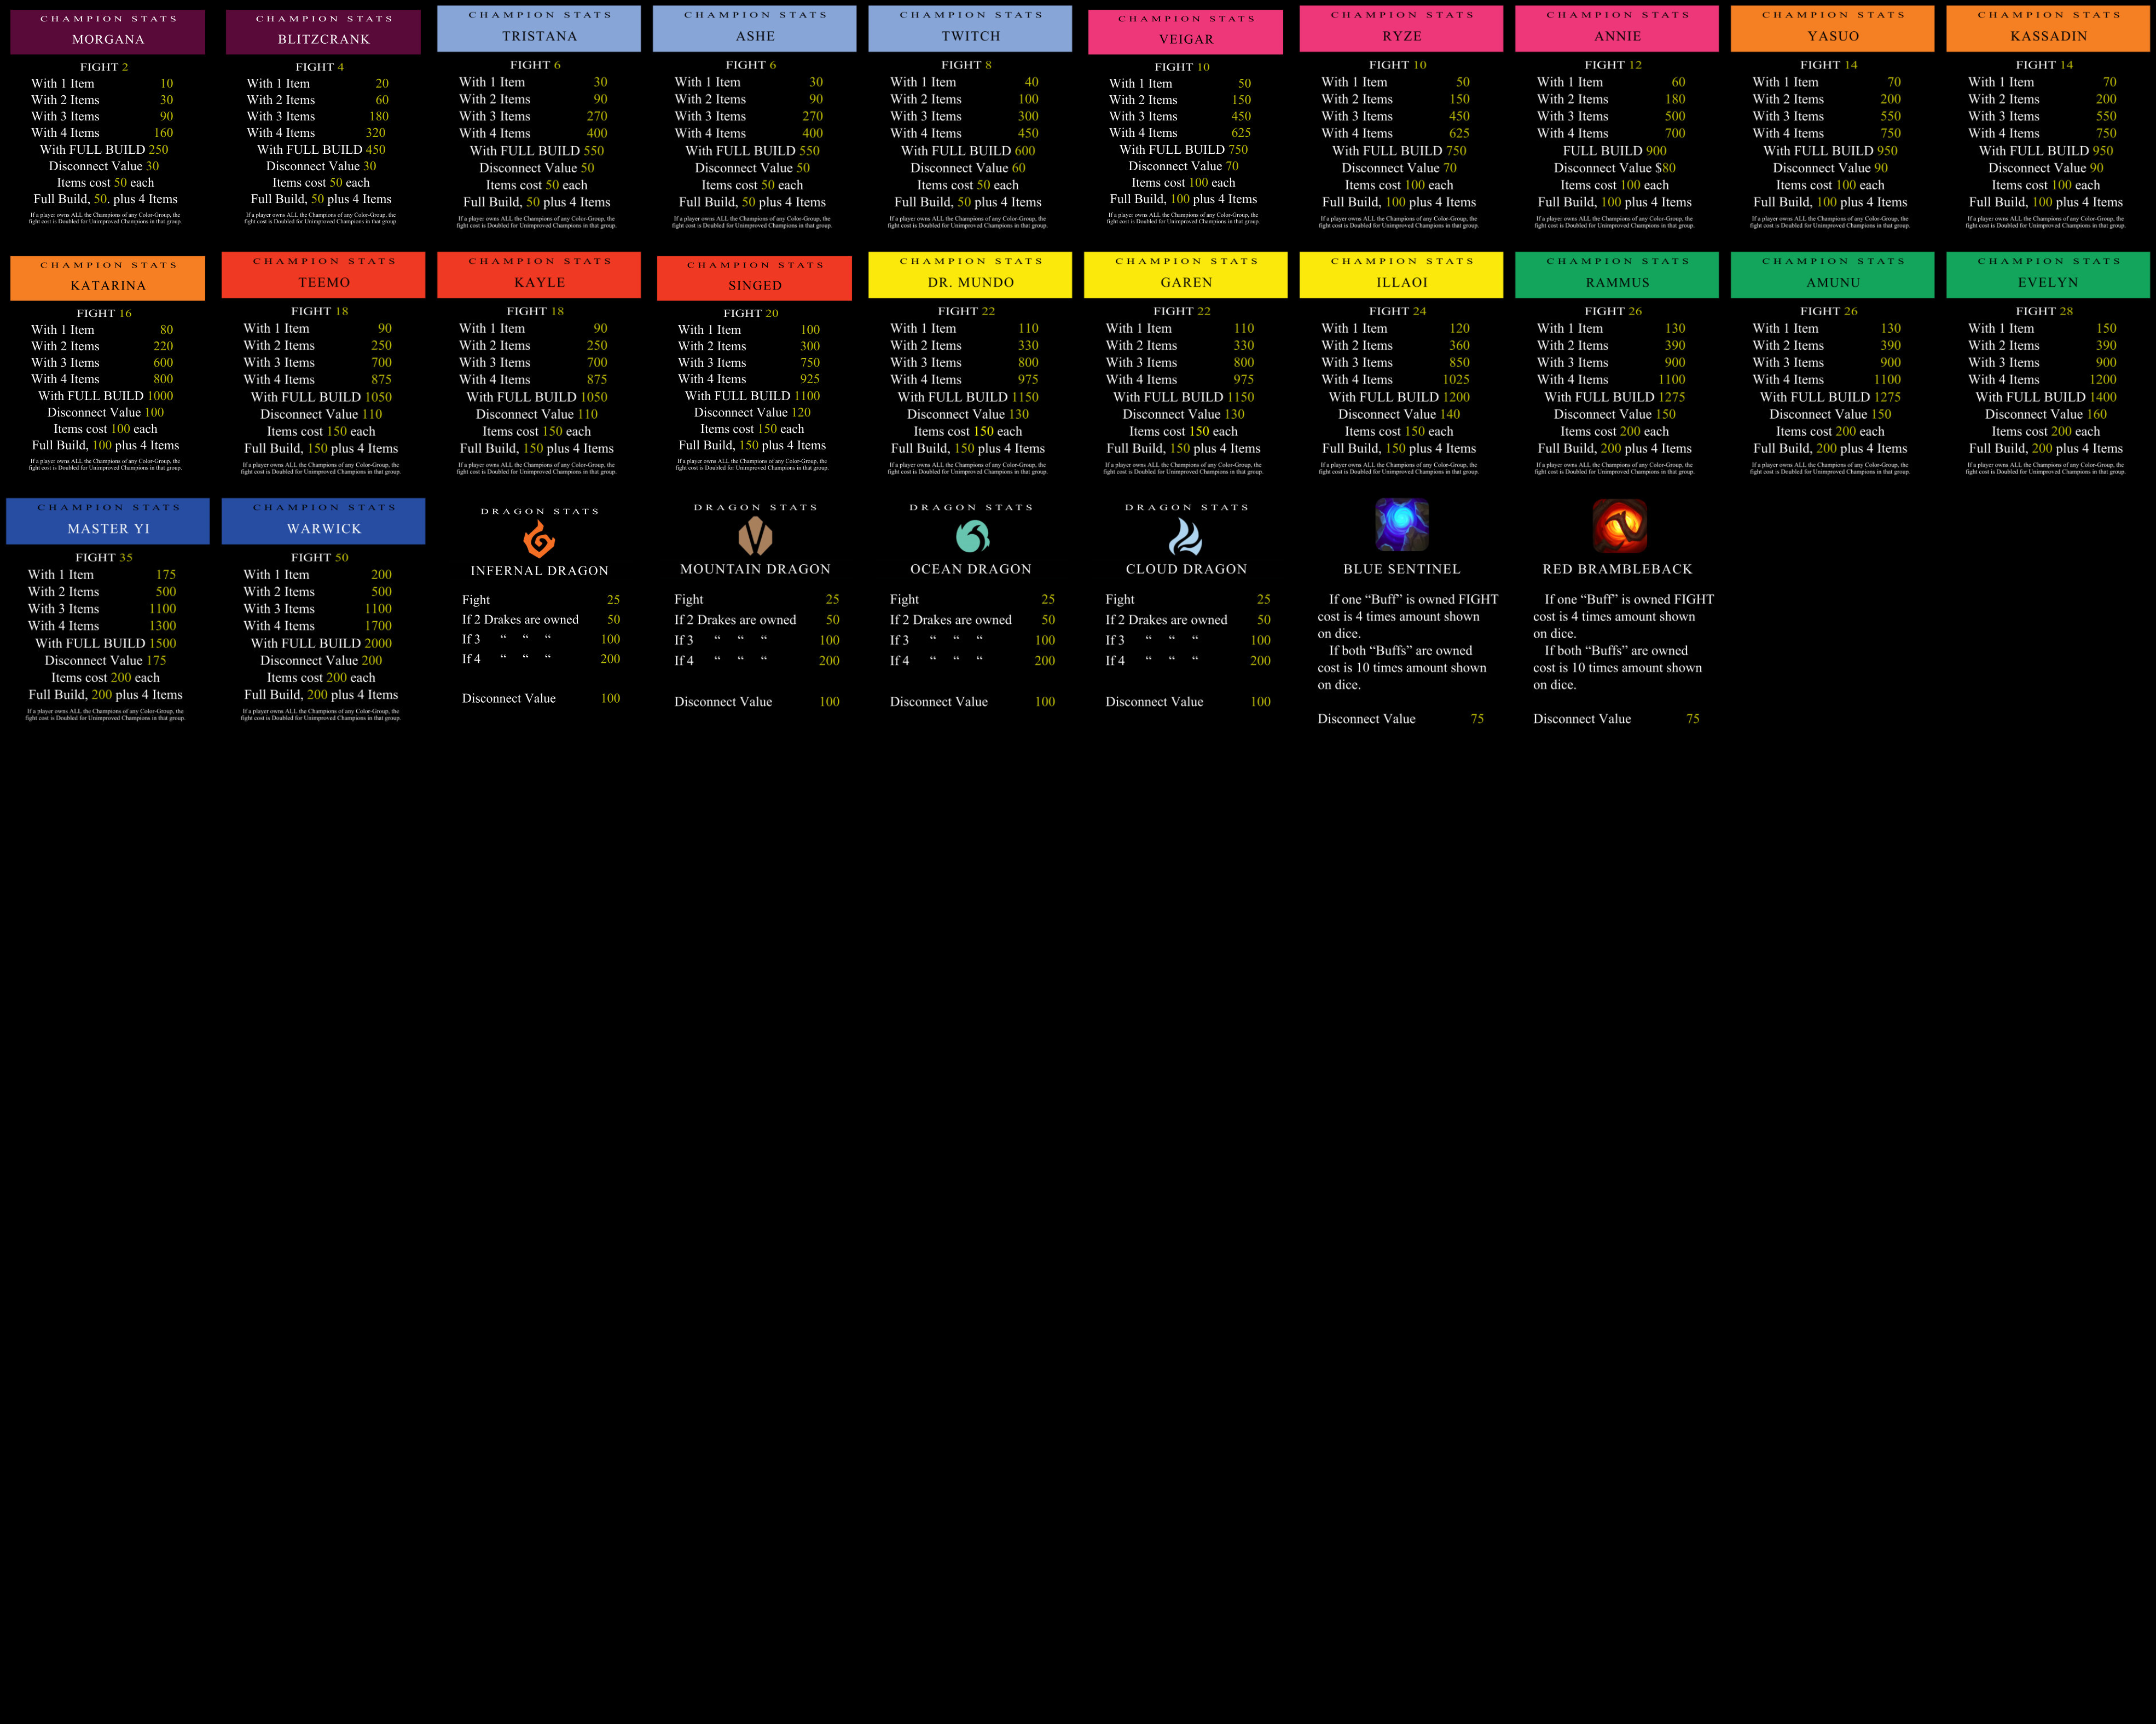 CHAMPION STATS
MORGANA
FIGHT 2
With 1 Item 10
With 2 Items 30
With 3 Items 90
With 4 Items 160
With FULL BUILD 250
Disconnect Value 30
Items cost 50 each
Full Build, 50. plus 4 Items
If a player owns ALL the Champions of any Color-Group, the
fight cost is Doubled for Unimproved Champions in that group.
CHAMPION STATS
BLITZCRANK
FIGHT 4
With 1 Item 20
With 2 Items 60
With 3 Items 180
With 4 Items 320
With FULL BUILD 450
Disconnect Value 30
Items cost 50 each
Full Build, 50 plus 4 Items
If a player owns ALL the Champions of any Color-Group, the
fight cost is Doubled for Unimproved Champions in that group.
CHAMPION STATS
TRISTANA
FIGHT 6
With 1 Item 30
With 2 Items 90
With 3 Items 270
With 4 Items 400
With FULL BUILD 550
Disconnect Value 50
Items cost 50 each
Full Build, 50 plus 4 Items
If a player owns ALL the Champions of any Color-Group, the
fight cost is Doubled for Unimproved Champions in that group.
CHAMPION STATS
ASHE
FIGHT 6
With 1 Item 30
With 2 Items 90
With 3 Items 270
With 4 Items 400
With FULL BUILD 550
Disconnect Value 50
Items cost 50 each
Full Build, 50 plus 4 Items
If a player owns ALL the Champions of any Color-Group, the
fight cost is Doubled for Unimproved Champions in that group.
CHAMPION STATS
TWITCH
FIGHT 8
With 1 Item 40
With 2 Items 100
With 3 Items 300
With 4 Items 450
With FULL BUILD 600
Disconnect Value 60
Items cost 50 each
Full Build, 50 plus 4 Items
If a player owns ALL the Champions of any Color-Group, the
fight cost is Doubled for Unimproved Champions in that group.
CHAMPION STATS
VEIGAR
FIGHT 10
With 1 Item 50
With 2 Items 150
With 3 Items 450
With 4 Items 625
With FULL BUILD 750
Disconnect Value 70
Items cost 100 each
Full Build, 100 plus 4 Items
If a player owns ALL the Champions of any Color-Group, the
fight cost is Doubled for Unimproved Champions in that group.
CHAMPION STATS
RYZE
FIGHT 10
With 1 Item 50
With 2 Items 150
With 3 Items 450
With 4 Items 625
With FULL BUILD 750
Disconnect Value 70
Items cost 100 each
Full Build, 100 plus 4 Items
If a player owns ALL the Champions of any Color-Group, the
fight cost is Doubled for Unimproved Champions in that group.
CHAMPION STATS
ANNIE
FIGHT 12
With 1 Item 60
With 2 Items 180
With 3 Items 500
With 4 Items 700
FULL BUILD 900
Disconnect Value $80
Items cost 100 each
Full Build, 100 plus 4 Items
If a player owns ALL the Champions of any Color-Group, the
fight cost is Doubled for Unimproved Champions in that group.
CHAMPION STATS
YASUO
FIGHT 14
With 1 Item 70
With 2 Items 200
With 3 Items 550
With 4 Items 750
With FULL BUILD 950
Disconnect Value 90
Items cost 100 each
Full Build, 100 plus 4 Items
If a player owns ALL the Champions of any Color-Group, the
fight cost is Doubled for Unimproved Champions in that group.
CHAMPION STATS
KASSADIN
FIGHT 14
With 1 Item 70
With 2 Items 200
With 3 Items 550
With 4 Items 750
With FULL BUILD 950
Disconnect Value 90
Items cost 100 each
Full Build, 100 plus 4 Items
If a player owns ALL the Champions of any Color-Group, the
fight cost is Doubled for Unimproved Champions in that group.
CHAMPION STATS
KATARINA
FIGHT 16
With 1 Item 80
With 2 Items 220
With 3 Items 600
With 4 Items 800
With FULL BUILD 1000
Disconnect Value 100
Items cost 100 each
Full Build, 100 plus 4 Items
If a player owns ALL the Champions of any Color-Group, the
fight cost is Doubled for Unimproved Champions in that group.
CHAMPION STATS
TEEMO
FIGHT 18
With 1 Item 90
With 2 Items 250
With 3 Items 700
With 4 Items 875
With FULL BUILD 1050
Disconnect Value 110
Items cost 150 each
Full Build, 150 plus 4 Items
If a player owns ALL the Champions of any Color-Group, the
fight cost is Doubled for Unimproved Champions in that group.
CHAMPION STATS
KAYLE
FIGHT 18
With 1 Item 90
With 2 Items 250
With 3 Items 700
With 4 Items 875
With FULL BUILD 1050
Disconnect Value 110
Items cost 150 each
Full Build, 150 plus 4 Items
If a player owns ALL the Champions of any Color-Group, the
fight cost is Doubled for Unimproved Champions in that group.
CHAMPION STATS
SINGED
FIGHT 20
With 1 Item 100
With 2 Items 300
With 3 Items 750
With 4 Items 925
With FULL BUILD 1100
Disconnect Value 120
Items cost 150 each
Full Build, 150 plus 4 Items
If a player owns ALL the Champions of any Color-Group, the
fight cost is Doubled for Unimproved Champions in that group.
CHAMPION STATS
DR. MUNDO
FIGHT 22
With 1 Item 110
With 2 Items 330
With 3 Items 800
With 4 Items 975
With FULL BUILD 1150
Disconnect Value 130
Items cost 150 each
Full Build, 150 plus 4 Items
If a player owns ALL the Champions of any Color-Group, the
fight cost is Doubled for Unimproved Champions in that group.
CHAMPION STATS
GAREN
FIGHT 22
With 1 Item 110
With 2 Items 330
With 3 Items 800
With 4 Items 975
With FULL BUILD 1150
Disconnect Value 130
Items cost 150 each
Full Build, 150 plus 4 Items
If a player owns ALL the Champions of any Color-Group, the
fight cost is Doubled for Unimproved Champions in that group.
CHAMPION STATS
ILLAOI
FIGHT 24
With 1 Item 120
With 2 Items 360
With 3 Items 850
With 4 Items 1025
With FULL BUILD 1200
Disconnect Value 140
Items cost 150 each
Full Build, 150 plus 4 Items
If a player owns ALL the Champions of any Color-Group, the
fight cost is Doubled for Unimproved Champions in that group.
CHAMPION STATS
RAMMUS
FIGHT 26
With 1 Item 130
With 2 Items 390
With 3 Items 900
With 4 Items 1100
With FULL BUILD 1275
Disconnect Value 150
Items cost 200 each
Full Build, 200 plus 4 Items
If a player owns ALL the Champions of any Color-Group, the
fight cost is Doubled for Unimproved Champions in that group.
CHAMPION STATS
AMUNU
FIGHT 26
With 1 Item 130
With 2 Items 390
With 3 Items 900
With 4 Items 1100
With FULL BUILD 1275
Disconnect Value 150
Items cost 200 each
Full Build, 200 plus 4 Items
If a player owns ALL the Champions of any Color-Group, the
fight cost is Doubled for Unimproved Champions in that group.
CHAMPION STATS
EVELYN
FIGHT 28
With 1 Item 150
With 2 Items 390
With 3 Items 900
With 4 Items 1200
With FULL BUILD 1400
Disconnect Value 160
Items cost 200 each
Full Build, 200 plus 4 Items
If a player owns ALL the Champions of any Color-Group, the
fight cost is Doubled for Unimproved Champions in that group.
CHAMPION STATS
MASTER YI
FIGHT 35
With 1 Item 175
With 2 Items 500
With 3 Items 1100
With 4 Items 1300
With FULL BUILD 1500
Disconnect Value 175
Items cost 200 each
Full Build, 200 plus 4 Items
If a player owns ALL the Champions of any Color-Group, the
fight cost is Doubled for Unimproved Champions in that group.
CHAMPION STATS
WARWICK
FIGHT 50
With 1 Item 200
With 2 Items 500
With 3 Items 1100
With 4 Items 1700
With FULL BUILD 2000
Disconnect Value 200
Items cost 200 each
Full Build, 200 plus 4 Items
If a player owns ALL the Champions of any Color-Group, the
fight cost is Doubled for Unimproved Champions in that group.
DRAGON STATS
INFERNAL DRAGON
Fight 25
If 2 Drakes are owned 50
If 3 “ “ “ 100
If 4 “ “ “ 200
Disconnect Value 100
DRAGON STATS
MOUNTAIN DRAGON
Fight 25
If 2 Drakes are owned 50
If 3 “ “ “ 100
If 4 “ “ “ 200
Disconnect Value 100
DRAGON STATS
OCEAN DRAGON
Fight 25
If 2 Drakes are owned 50
If 3 “ “ “ 100
If 4 “ “ “ 200
Disconnect Value 100
DRAGON STATS
CLOUD DRAGON
Fight 25
If 2 Drakes are owned 50
If 3 “ “ “ 100
If 4 “ “ “ 200
Disconnect Value 100
BLUE SENTINEL
If one “Buff” is owned FIGHT
cost is 4 times amount shown
on dice.
If both “Buffs” are owned
cost is 10 times amount shown
on dice.
Disconnect Value 75
RED BRAMBLEBACK
If one “Buff” is owned FIGHT
cost is 4 times amount shown
on dice.
If both “Buffs” are owned
cost is 10 times amount shown
on dice.
Disconnect Value 75